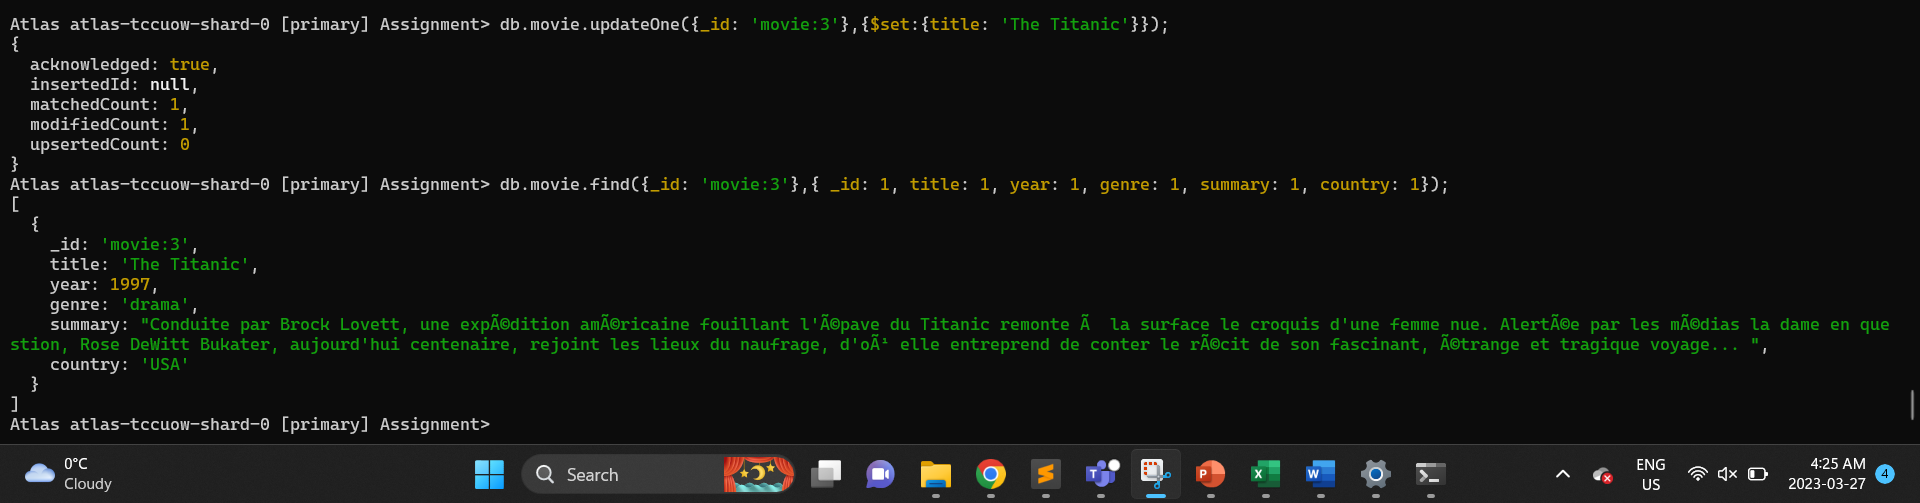 Atlas atlas-tccuow-shard-0 [primary] Assignment> db.movie.updateOne({_id: 'movie:3'},{$set:{title: 'The Titanic'}});
{
  acknowledged: true,
  insertedId: null,
  matchedCount: 1,
  modifiedCount: 1,
  upsertedCount: 0
}
Atlas atlas-tccuow-shard-0 [primary] Assignment> db.movie.find({_id: 'movie:3'},{ _id: 1, title: 1, year: 1, genre: 1, summary: 1, country: 1});
[
  {
    _id: 'movie:3',
    title: 'The Titanic',
    year: 1997,
    genre: 'drama',
    summary: "Conduite par Brock Lovett, une expÃ©dition amÃ©ricaine fouillant l'Ã©pave du Titanic remonte Ã  la surface le croquis d'une femme nue. AlertÃ©e par les mÃ©dias la dame en que
stion, Rose DeWitt Bukater, aujourd'hui centenaire, rejoint les lieux du naufrage, d'oÃ¹ elle entreprend de conter le rÃ©cit de son fascinant, Ã©trange et tragique voyage... ",
    country: 'USA'
  }
]
Atlas atlas-tccuow-shard-0 [primary] Assignment>
0°C
Cloudy
Search
ENG
US
4:25 AM
2023-03-27
4